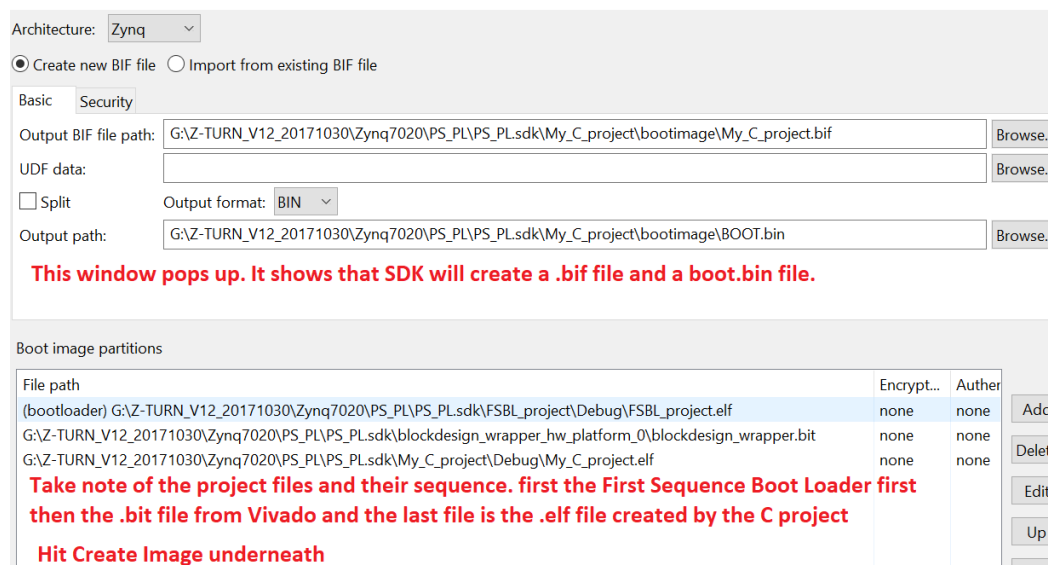 Architecture: Zynq
Create new BIF file Import from existing BIF file
Basic Security
Output BIF file path: G:\Z-TURN_V12_20171030\Zynq7020\PS_PL\PS_PL.sdk\My_C_project\bootimage\My_C_project.bif Browse.
UDF data: Browse.
Split Output format: BIN
Output path: G:\Z-TURN_V12_20171030\Zynq7020\PS_PL\PS_PL.sdk\My_C_project\bootimage\BOOT.bin Browse.
This window pops up. It shows that SDK will create a .bif file and a boot.bin file.
Boot image partitions
File path Encrypt... Auther
(bootloader) G:\Z-TURN_V12_20171030\Zynq7020\PS_PL\PS_PL.sdk\FSBL_project\Debug\FSBL_project.elf none none Add
G:\Z-TURN_V12_20171030\Zynq7020\PS_PL\PS_PL.sdk\blockdesign_wrapper_hw_platform_0\blockdesign_wrapper.bit none none
G:\Z-TURN_V12_20171030\Zynq7020\PS_PL\PS_PL.sdk\My_C_project\Debug\My_C_project.elf none none Delet
Take note of the project files and their sequence. first the First Sequence Boot Loader first Edit
then the .bit file from Vivado and the last file is the .elf file created by the C project Up
Hit Create Image underneath